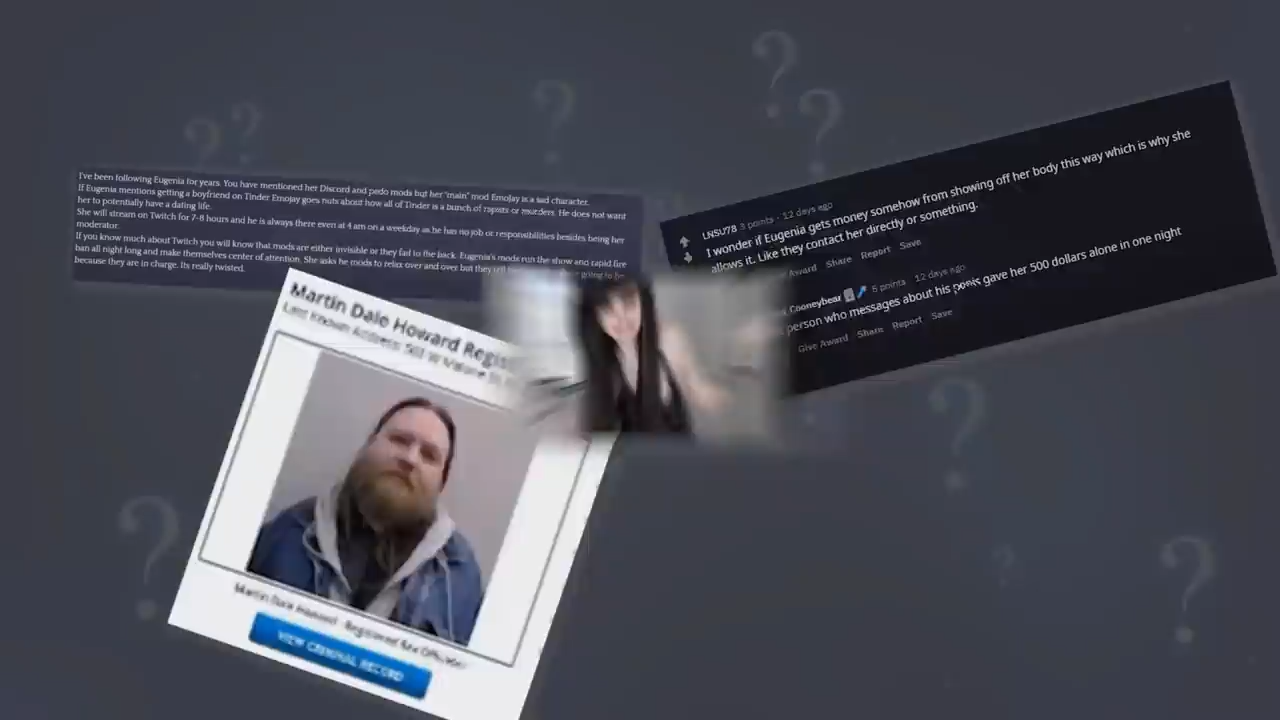 I've been following Eugenia for years. You have mentioned her Discord and pedo mods but her "main" mod EmoJay is a sad character.
If Eugenia mentions getting a boyfriend on Tinder Emojay goes nuts about how all of Tinder is a bunch of rapists or murders. He does not want
her to potentially have a dating life.
She will stream on Twitch for 7-8 hours and he is always there even at 4 am on a weekday as he has no job or responsibilities besides being her
moderator.
If you know much about Twitch you will know that mods are either invisible or they fail to the back. Eugenia's mods run the show and rapid fire
ban all night long and make themselves center of attention. She asks he mods to relax over and over but they
because they are in charge. Its really twisted.
LNSU78 3 points · 12 days ago
I wonder if Eugenia gets money somehow from showing off her body this way which is why she
allows it. Like they contact her directly or something.
Award Share Report Save
Cooneybear 5 points 12 days ago
person who messages about his penis gave her 500 dollars alone in one night
Give Award Share Report Save
Martin Dale Howard
Last Known Address:
Martin Dale Howard - Registered Sex Offender
VIEW CRIMINAL RECORD